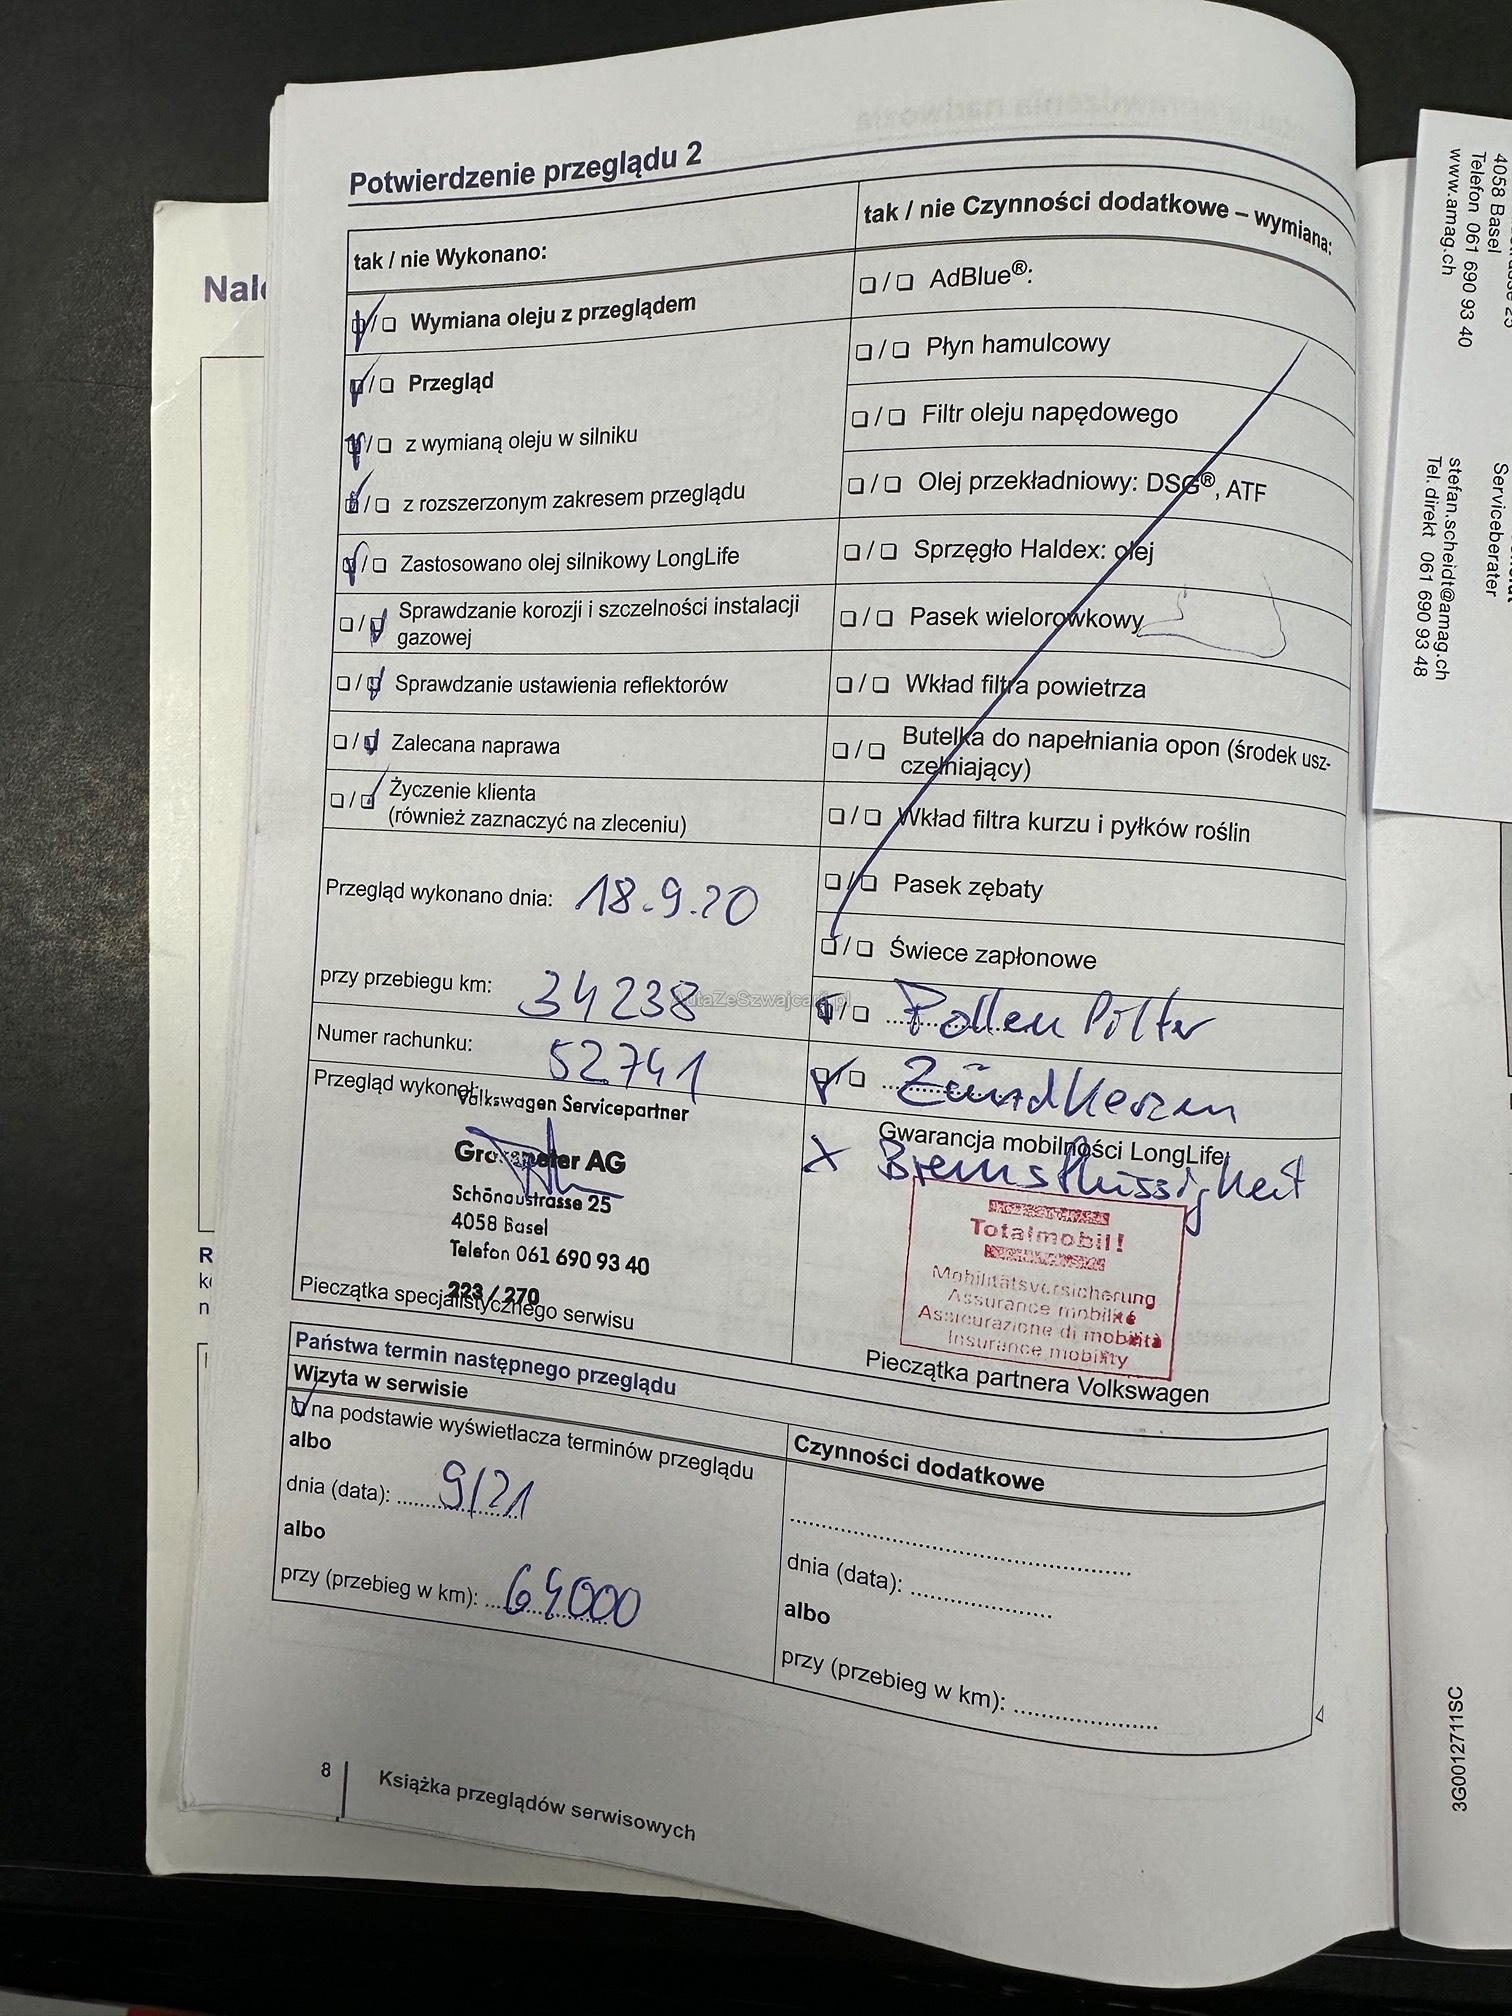 Potwierdzenie przeglądu 2
tak / nie Wykonano:
❏/❏ Wymiana oleju z przeglądem
❏/❏ Przegląd
❏/❏ z wymianą oleju w silniku
❏/❏ z rozszerzonym zakresem przeglądu
❏/❏ Zastosowano olej silnikowy LongLife
❏/❏ Sprawdzanie korozji i szczelności instalacji
gazowej
❏/❏ Sprawdzanie ustawienia reflektorów
❏/❏ Zalecana naprawa
❏/❏ Życzenie klienta
(również zaznaczyć na zleceniu)
Przegląd wykonano dnia: 18.9.20
przy przebiegu km: 34238
Numer rachunku: 52741
Przegląd wykonał:
Volkswagen Servicepartner
AG
Schönaustrasse 25
4058 Basel
Telefon 061 690 93 40
223 / 270
Pieczątka specjalistycznego serwisu
tak / nie Czynności dodatkowe – wymiana:
❏/❏ AdBlue®:
❏/❏ Płyn hamulcowy
❏/❏ Filtr oleju napędowego
❏/❏ Olej przekładniowy: DSG®, ATF
❏/❏ Sprzęgło Haldex: olej
❏/❏ Pasek wielorowkowy
❏/❏ Wkład filtra powietrza
❏/❏ Butelka do napełniania opon (środek usz-
czelniający)
❏/❏ Wkład filtra kurzu i pyłków roślin
❏/❏ Pasek zębaty
❏/❏ Świece zapłonowe
❏/❏ Pollen Filter
❏/❏ Zündkerzen
Gwarancja mobilności LongLife
x Bremsflüssigkeit
Totalmobil!
Mobilitätsversicherung
Assurance mobilité
Assicurazione di mobilità
Insurance mobility
Pieczątka partnera Volkswagen
Państwa termin następnego przeglądu
Wizyta w serwisie
❏ na podstawie wyświetlacza terminów przeglądu
albo
dnia (data): 9/21
albo
przy (przebieg w km): 64000
Czynności dodatkowe
dnia (data):
albo
przy (przebieg w km):
8
Książka przeglądów serwisowych
AutaZeSzwajcarii.pl
4058 Basel
Telefon 061 690 93 40
www.amag.ch
Serviceberater
stefan.scheidt@amag.ch
Tel. direkt 061 690 93 48
3G0012711SC